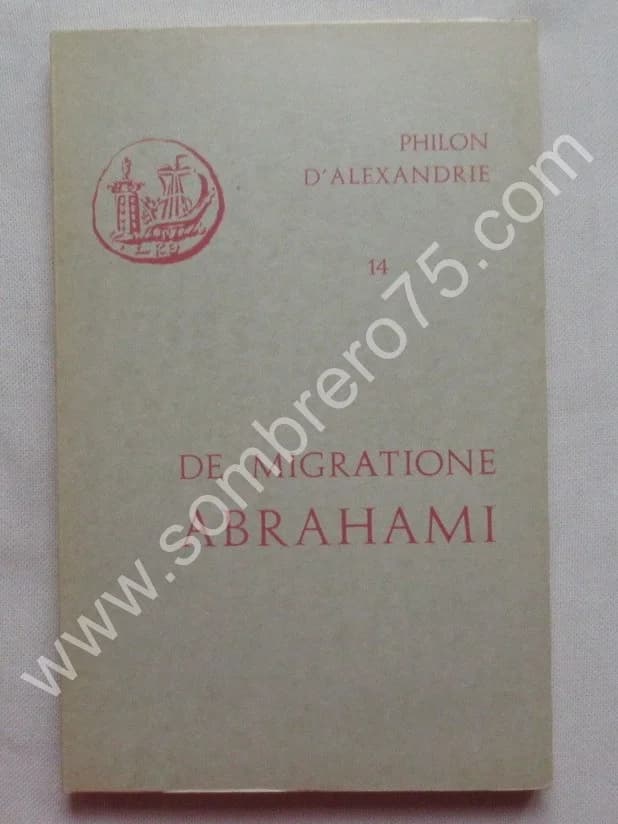 PHILON
D'ALEXANDRIE
14
DE MIGRATIONE
ABRAHAMI
www.sombrero75.com